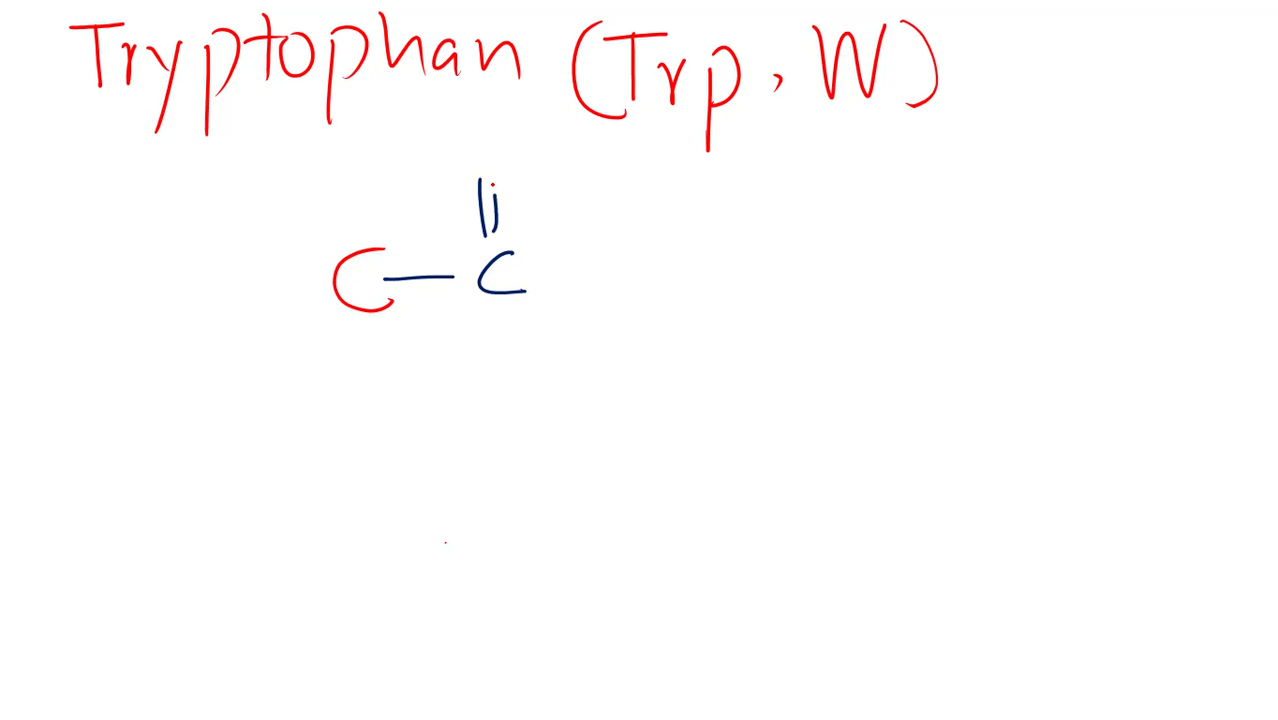 Tryptophan (Trp, W)
C — C